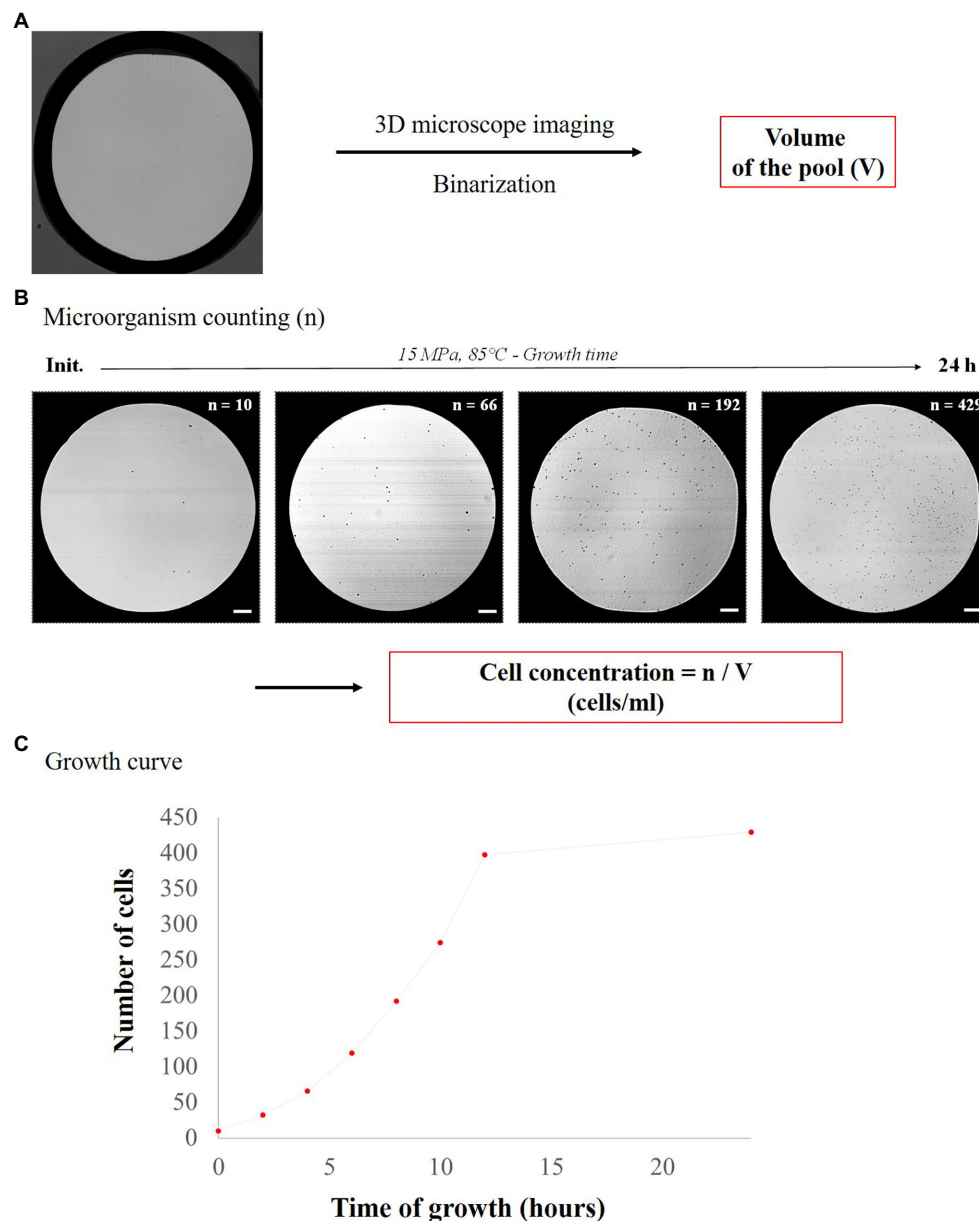 A
3D microscope imaging
Binarization
Volume
of the pool (V)
B
Microorganism counting (n)
Init.
15 MPa, 85°C - Growth time
24 h
n = 10
n = 66
n = 192
n = 429
Cell concentration = n / V
(cells/ml)
C
Growth curve
Number of cells
450
400
350
300
250
200
150
100
50
0
0
5
10
15
20
Time of growth (hours)